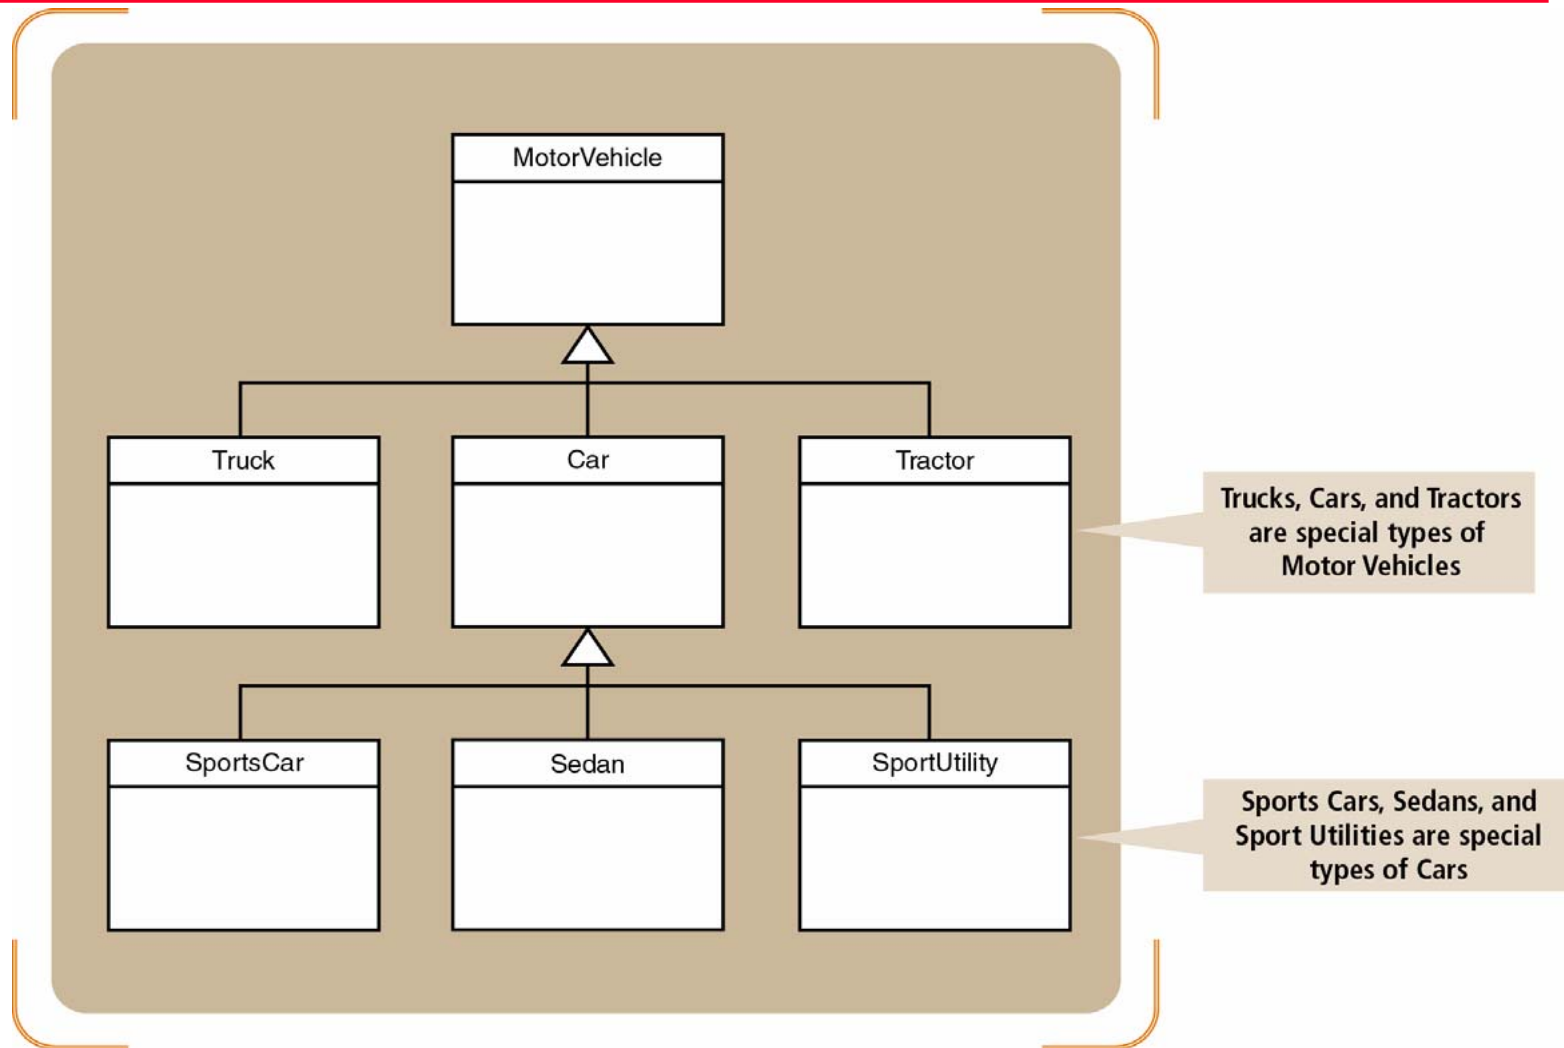 MotorVehicle
Truck
Car
Tractor
Trucks, Cars, and Tractors
are special types of
Motor Vehicles
SportsCar
Sedan
SportUtility
Sports Cars, Sedans, and
Sport Utilities are special
types of Cars